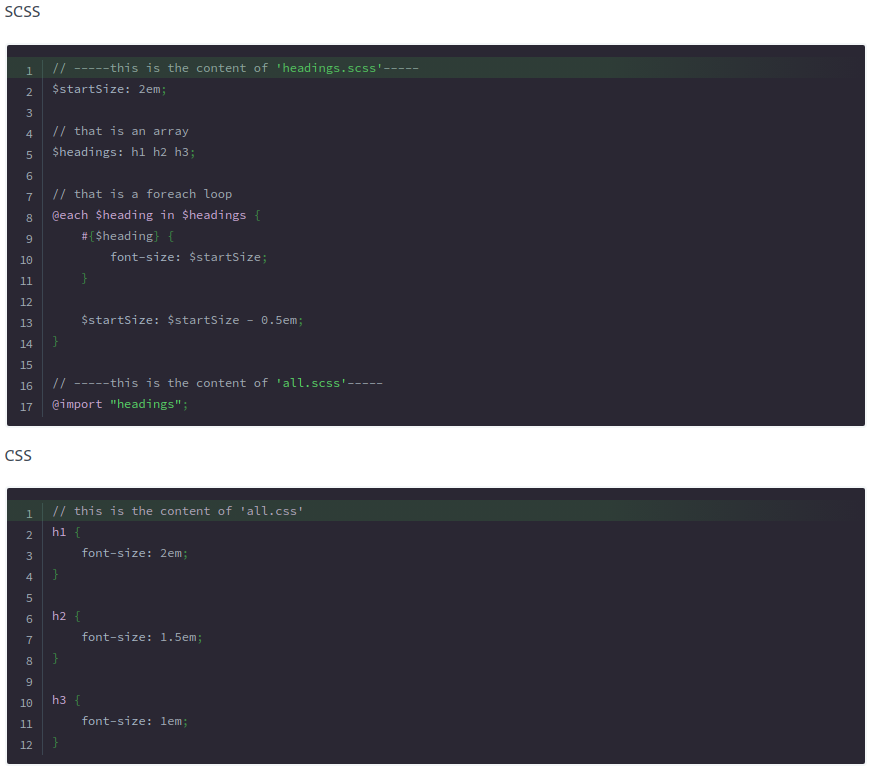 SCSS
1 // -----this is the content of 'headings.scss'-----
2 $startSize: 2em;
3
4 // that is an array
5 $headings: h1 h2 h3;
6
7 // that is a foreach loop
8 @each $heading in $headings {
9     #{$heading} {
10         font-size: $startSize;
11     }
12
13     $startSize: $startSize - 0.5em;
14 }
15
16 // -----this is the content of 'all.scss'-----
17 @import "headings";
CSS
1 // this is the content of 'all.css'
2 h1 {
3     font-size: 2em;
4 }
5
6 h2 {
7     font-size: 1.5em;
8 }
9
10 h3 {
11     font-size: 1em;
12 }